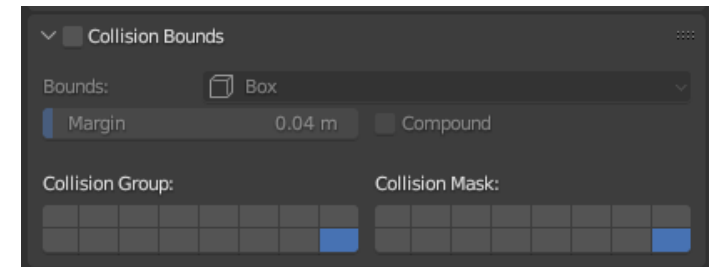 Collision Bounds
Bounds: Box
Margin 0.04 m Compound
Collision Group: Collision Mask: